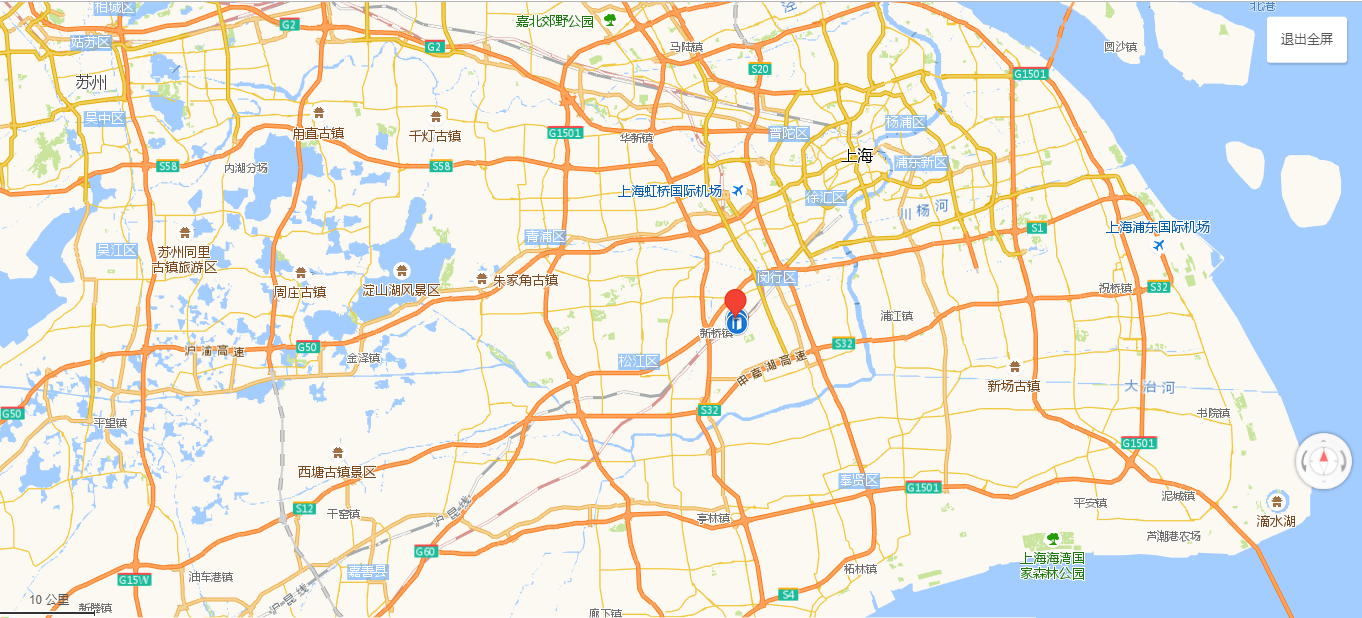 相城区
G2
嘉北郊野公园
北港
姑苏区
G2
马陆镇
圆沙镇
退出全屏
苏州
S20
G1501
吴中区
甪直古镇
千灯古镇
G1501
华新镇
普陀区
杨浦区
上海
浦东新区
S58
内湖分场
S58
上海虹桥国际机场
徐汇区
川杨河
吴江区
苏州同里
古镇旅游区
青浦区
S1
上海浦东国际机场
周庄古镇
淀山湖风景区
朱家角古镇
闵行区
祝桥镇
S32
新桥镇
浦江镇
沪渝高速
G50
金泽镇
松江区
S32
申嘉湖高速
新场古镇
大治河
G50
平望镇
S32
书院镇
G1501
西塘古镇景区
奉贤区
G1501
平安镇
泥城镇
S12
干窑镇
沪昆线
亭林镇
滴水湖
G60
芦潮港农场
上海海湾国
家森林公园
G15W
油车港镇
嘉善县
柘林镇
10 公里
新塍镇
沪昆线
廊下镇
S4